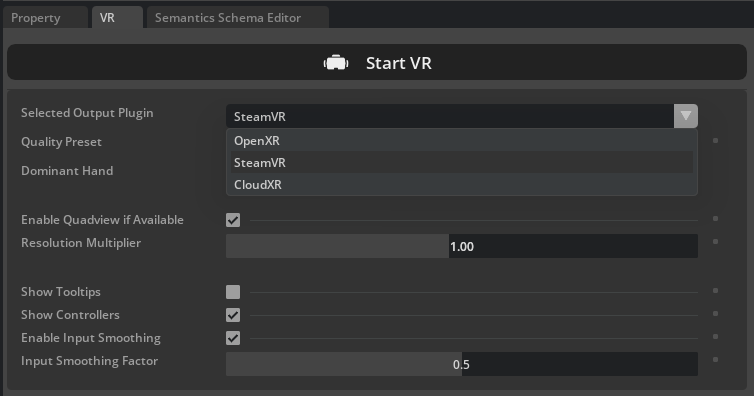 Property
VR
Semantics Schema Editor
Start VR
Selected Output Plugin
SteamVR
Quality Preset
OpenXR
SteamVR
Dominant Hand
CloudXR
Enable Quadview if Available
Resolution Multiplier
1.00
Show Tooltips
Show Controllers
Enable Input Smoothing
Input Smoothing Factor
0.5